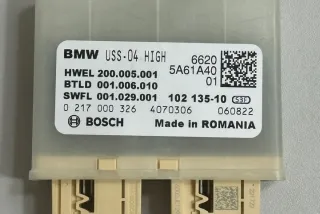 BMW USS-04 HIGH 6620
HWEL 200.005.001 5A61A40
BTLD 001.006.010 01
SWFL 001.029.001 102 135-10
0 217 000 326 4070306 060822
BOSCH Made in ROMANIA